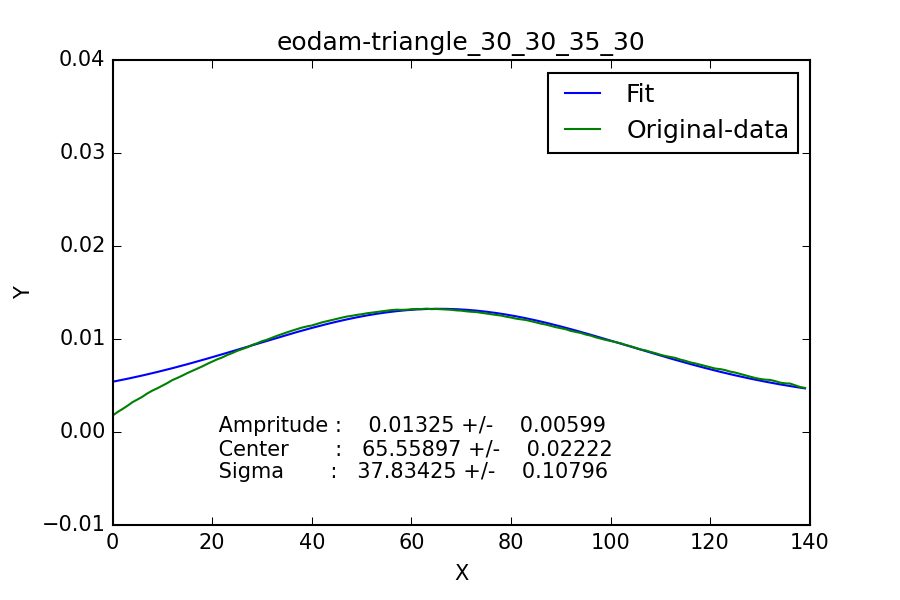 eodam-triangle_30_30_35_30
0.04
Fit
Original-data
0.03
0.02
Y
0.01
Ampritude : 0.01325 +/- 0.00599
0.00
Center : 65.55897 +/- 0.02222
Sigma : 37.83425 +/- 0.10796
−0.01
0 20 40 60 80 100 120 140
X